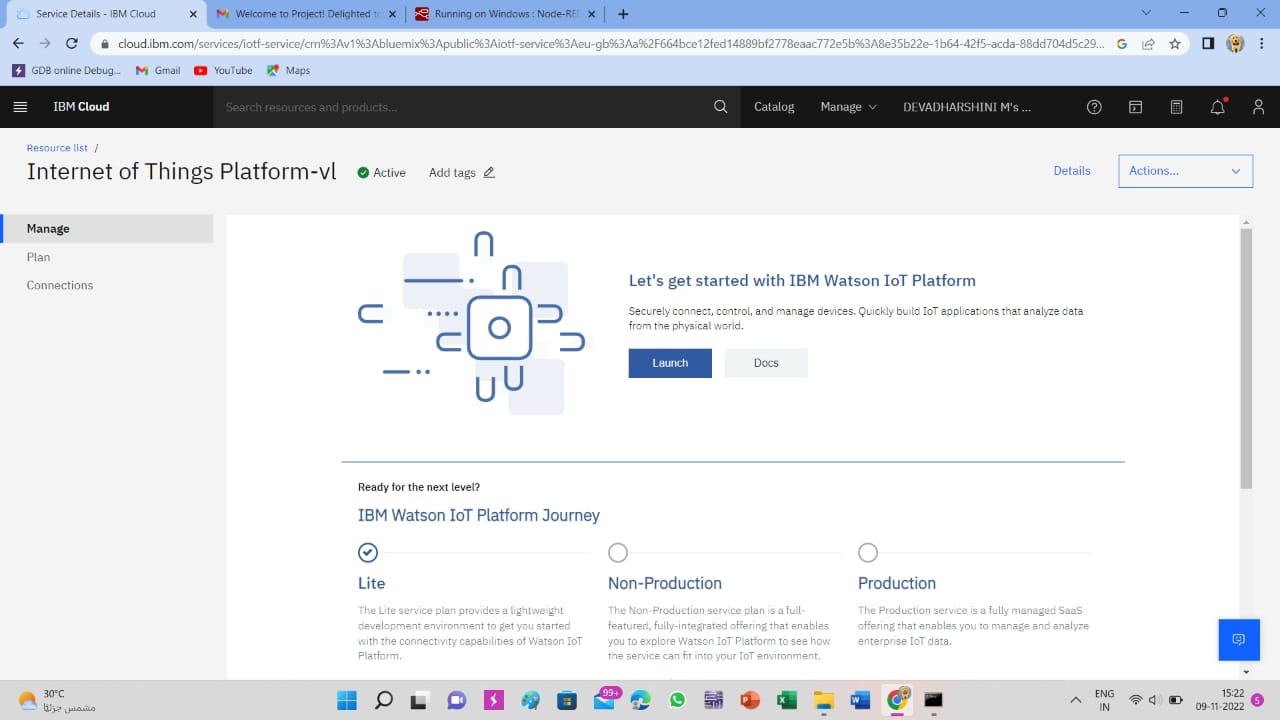 Service Details - IBM Cloud
Welcome to Project! Delighted to
Running on Windows : Node-RED
cloud.ibm.com/services/iotf-service/crn%3Av1%3Abluemix%3Apublic%3Aiotf-service%3Aeu-gb%3Aa%2F664bce12fed14889bf2778eaac772e5b%3A8e35b22e-1b64-42f5-acda-88dd704d5c29...
GDB online Debug...
Gmail
YouTube
Maps
IBM Cloud
Search resources and products...
Catalog
Manage
DEVADHARSHINI M's ...
Resource list /
Internet of Things Platform-vl
Active
Add tags
Details
Actions...
Manage
Plan
Connections
Let's get started with IBM Watson IoT Platform
Securely connect, control, and manage devices. Quickly build IoT applications that analyze data
from the physical world.
Launch
Docs
Ready for the next level?
IBM Watson IoT Platform Journey
Lite
The Lite service plan provides a lightweight
development environment to get you started
with the connectivity capabilities of Watson IoT
Platform.
Non-Production
The Non-Production service plan is a full-
featured, fully-integrated offering that enables
you to explore Watson IoT Platform to see how
the service can fit into your IoT environment.
Production
The Production service is a fully managed SaaS
offering that enables you to manage and analyze
enterprise IoT data.
30°C
مشمس جزئيًا
99+
ENG
IN
15:22
09-11-2022
5